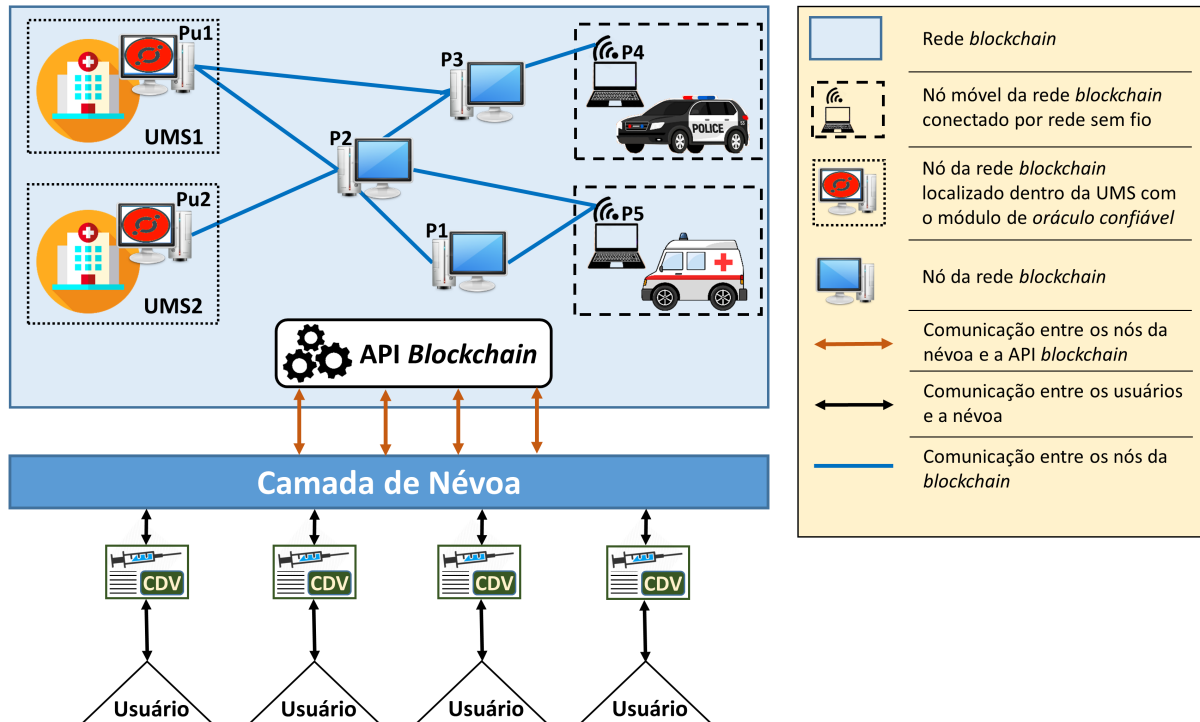 Pu1
UMS1
P3
P4
POLICE
P2
Pu2
UMS2
P1
P5
API Blockchain
Camada de Névoa
CDV
CDV
CDV
CDV
Usuário
Usuário
Usuário
Usuário
Rede blockchain
Nó móvel da rede blockchain
conectado por rede sem fio
Nó da rede blockchain
localizado dentro da UMS com
o módulo de oráculo confiável
Nó da rede blockchain
Comunicação entre os nós da
névoa e a API blockchain
Comunicação entre os usuários
e a névoa
Comunicação entre os nós da
blockchain